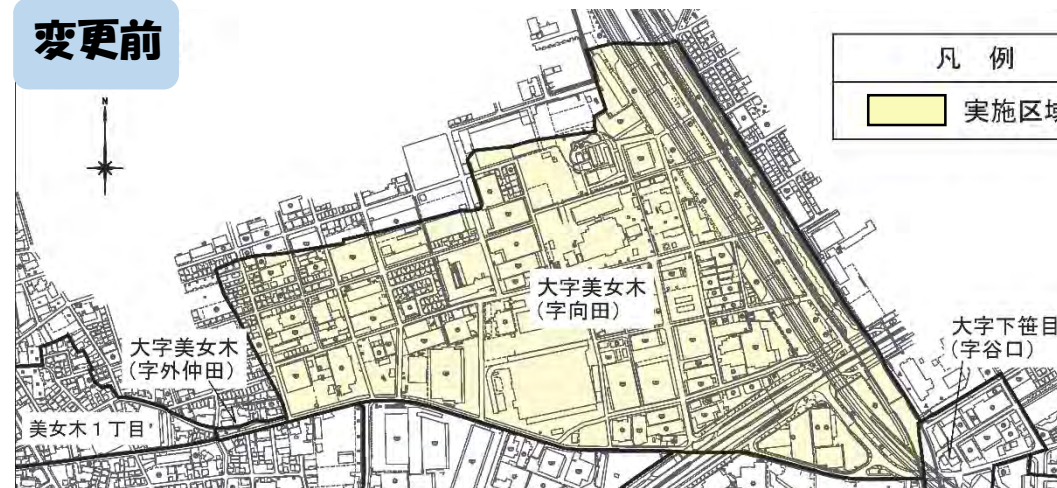 変更前
N
凡 例
実施区域
大字美女木
（字向田）
大字美女木
（字外仲田）
大字下笹目
（字谷口）
美女木１丁目